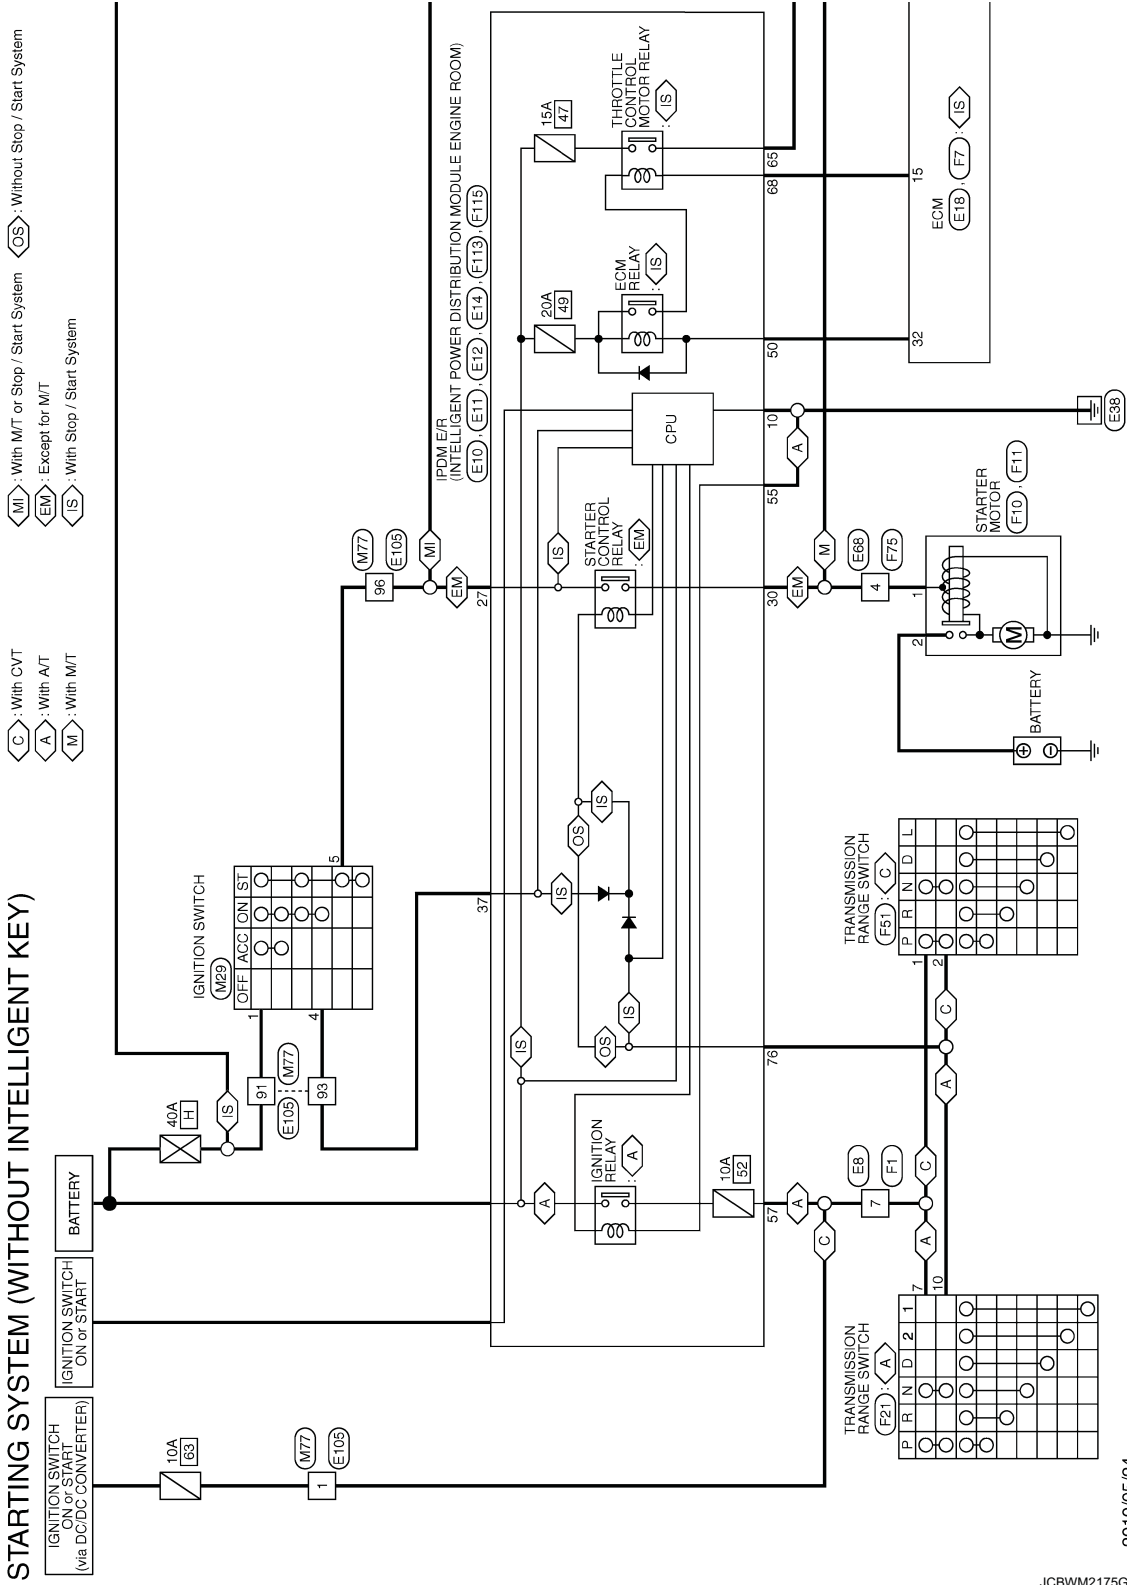 STARTING SYSTEM (WITHOUT INTELLIGENT KEY)
C : With CVT
A : With A/T
M : With M/T
MI : With M/T or Stop / Start System
EM : Except for M/T
IS : With Stop / Start System
OS : Without Stop / Start System
IGNITION SWITCH
ON or START
(via DC/DC CONVERTER)
IGNITION SWITCH
ON or START
BATTERY
10A
63
40A
H
IS
M77
E105
1
91
93
E105
M77
IGNITION SWITCH
M29
OFF ACC ON ST
1
4
5
M77
E105
96
MI
EM
IPDM E/R
(INTELLIGENT POWER DISTRIBUTION MODULE ENGINE ROOM)
E10 , E11 , E12 , E14 , F113 , F115
37
27
IS
A
IGNITION
RELAY
: A
10A
52
OS
IS
IS
OS
IS
IS
STARTER
CONTROL
RELAY
: EM
CPU
20A
49
ECM
RELAY
: IS
15A
47
THROTTLE
CONTROL
MOTOR RELAY
: IS
57
76
30
55
10
50
68
65
A
C
EM
M
A
E8
F1
7
C
A
C
A
E68
F75
4
TRANSMISSION
RANGE SWITCH
F21 : A
7
10
P R N D 2 1
TRANSMISSION
RANGE SWITCH
F51 : C
1
2
P R N D L
BATTERY
2
1
M
STARTER
MOTOR
F10 , F11
E38
32
15
ECM
E18 , F7 : IS
JCBWM2175G